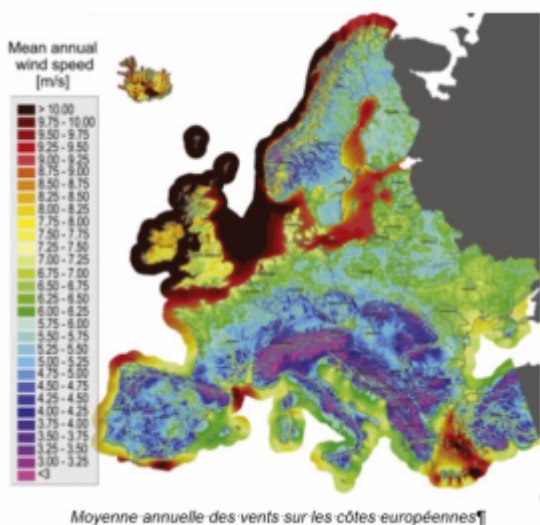 Mean annual
wind speed
[m/s]
> 10.00
9.75 - 10.00
9.50 - 9.75
9.25 - 9.50
9.00 - 9.25
8.75 - 9.00
8.50 - 8.75
8.25 - 8.50
8.00 - 8.25
7.75 - 8.00
7.50 - 7.75
7.25 - 7.50
7.00 - 7.25
6.75 - 7.00
6.50 - 6.75
6.25 - 6.50
6.00 - 6.25
5.75 - 6.00
5.50 - 5.75
5.25 - 5.50
5.00 - 5.25
4.75 - 5.00
4.50 - 4.75
4.25 - 4.50
4.00 - 4.25
3.75 - 4.00
3.50 - 3.75
3.25 - 3.50
3.00 - 3.25
<3
Moyenne·annuelle·des·vents·sur·les·côtes·européennes¶